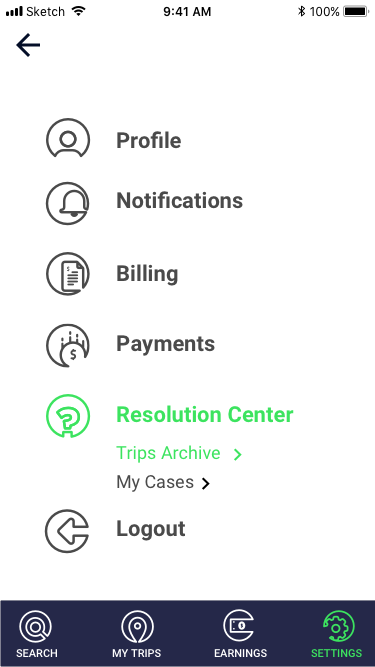 Sketch 9:41 AM 100%
Profile
Notifications
Billing
Payments
Resolution Center
Trips Archive
My Cases
Logout
SEARCH MY TRIPS EARNINGS SETTINGS